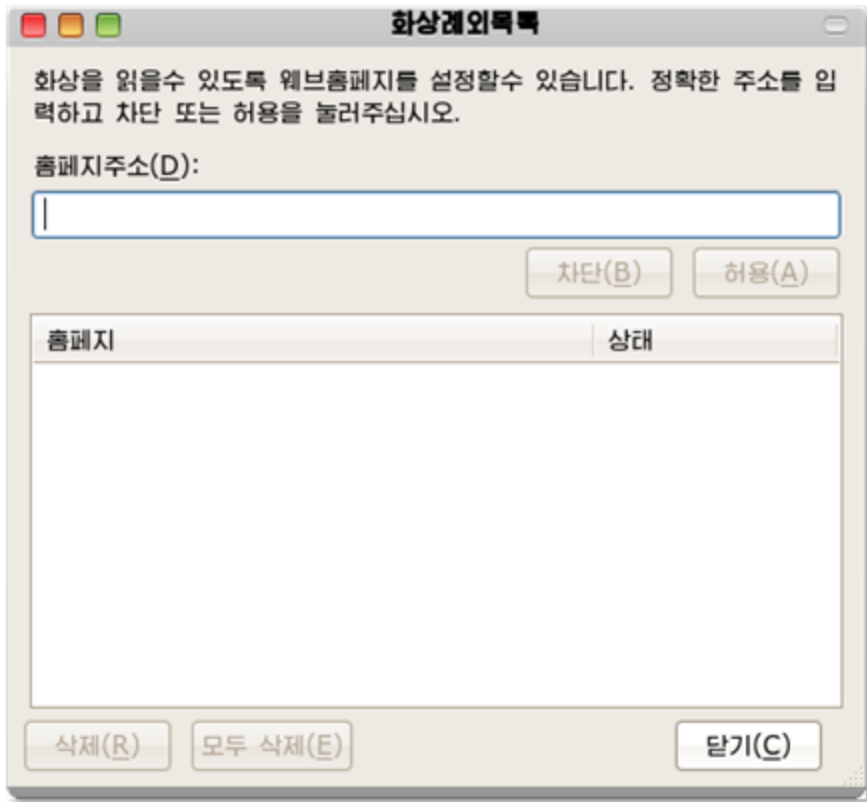 화상례외목록
화상을 읽을수 있도록 웨브홈페지를 설정할수 있습니다. 정확한 주소를 입
력하고 차단 또는 허용을 눌러주십시오.
홈페지주소(D):
차단(B) 허용(A)
홈페지 상태
삭제(R) 모두 삭제(E) 닫기(C)